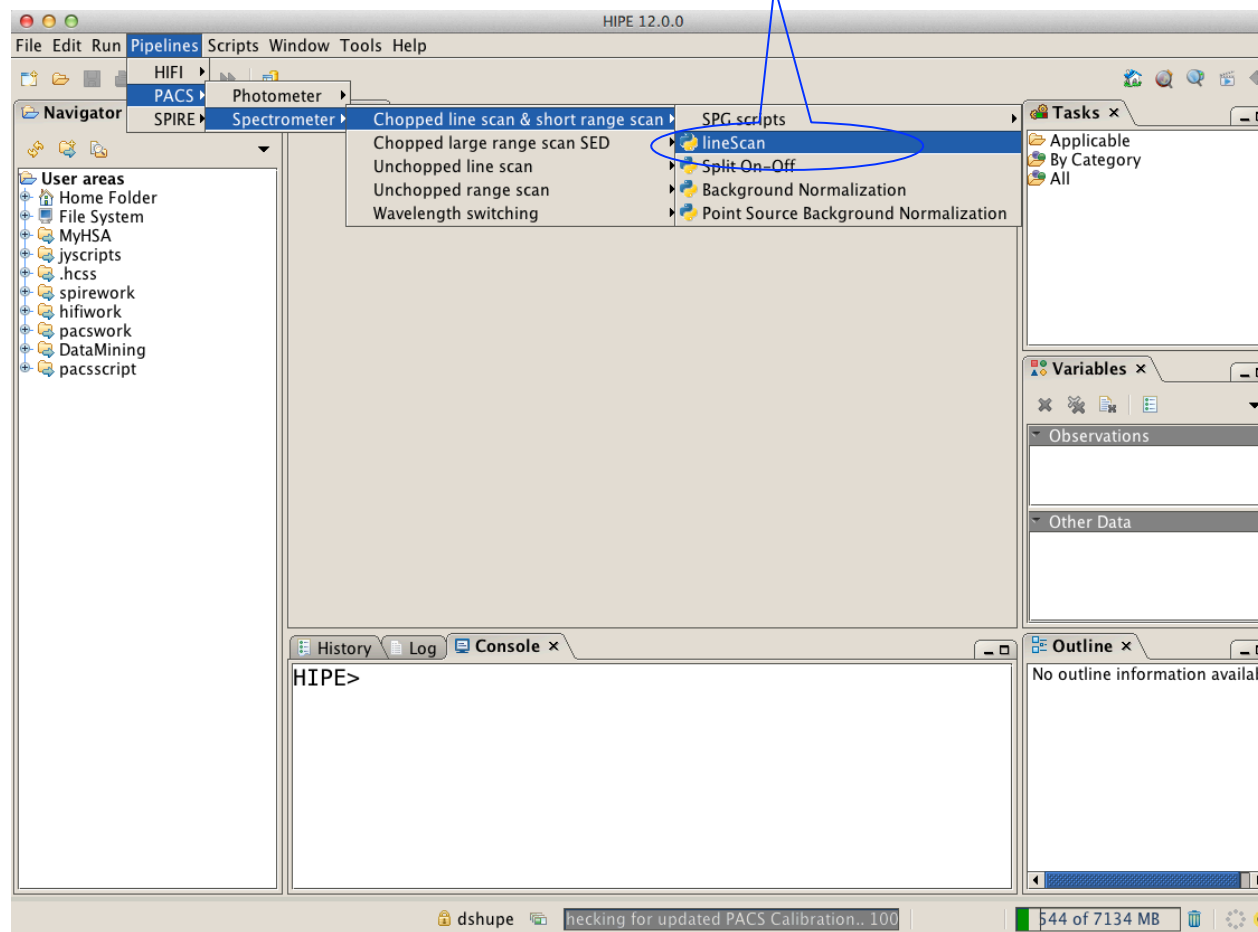 HIPE 12.0.0
File Edit Run Pipelines Scripts Window Tools Help
HIFI
PACS
SPIRE
Photometer
Spectrometer
Chopped line scan & short range scan
Chopped large range scan SED
Unchopped line scan
Unchopped range scan
Wavelength switching
SPG scripts
lineScan
Split On-Off
Background Normalization
Point Source Background Normalization
Navigator
User areas
Home Folder
File System
MyHSA
jyscripts
.hcss
spirework
hifiwork
pacswork
DataMining
pacsscript
Tasks ×
Applicable
By Category
All
Variables ×
Observations
Other Data
History Log Console ×
HIPE>
Outline ×
No outline information availal
dshupe hecking for updated PACS Calibration.. 100 544 of 7134 MB